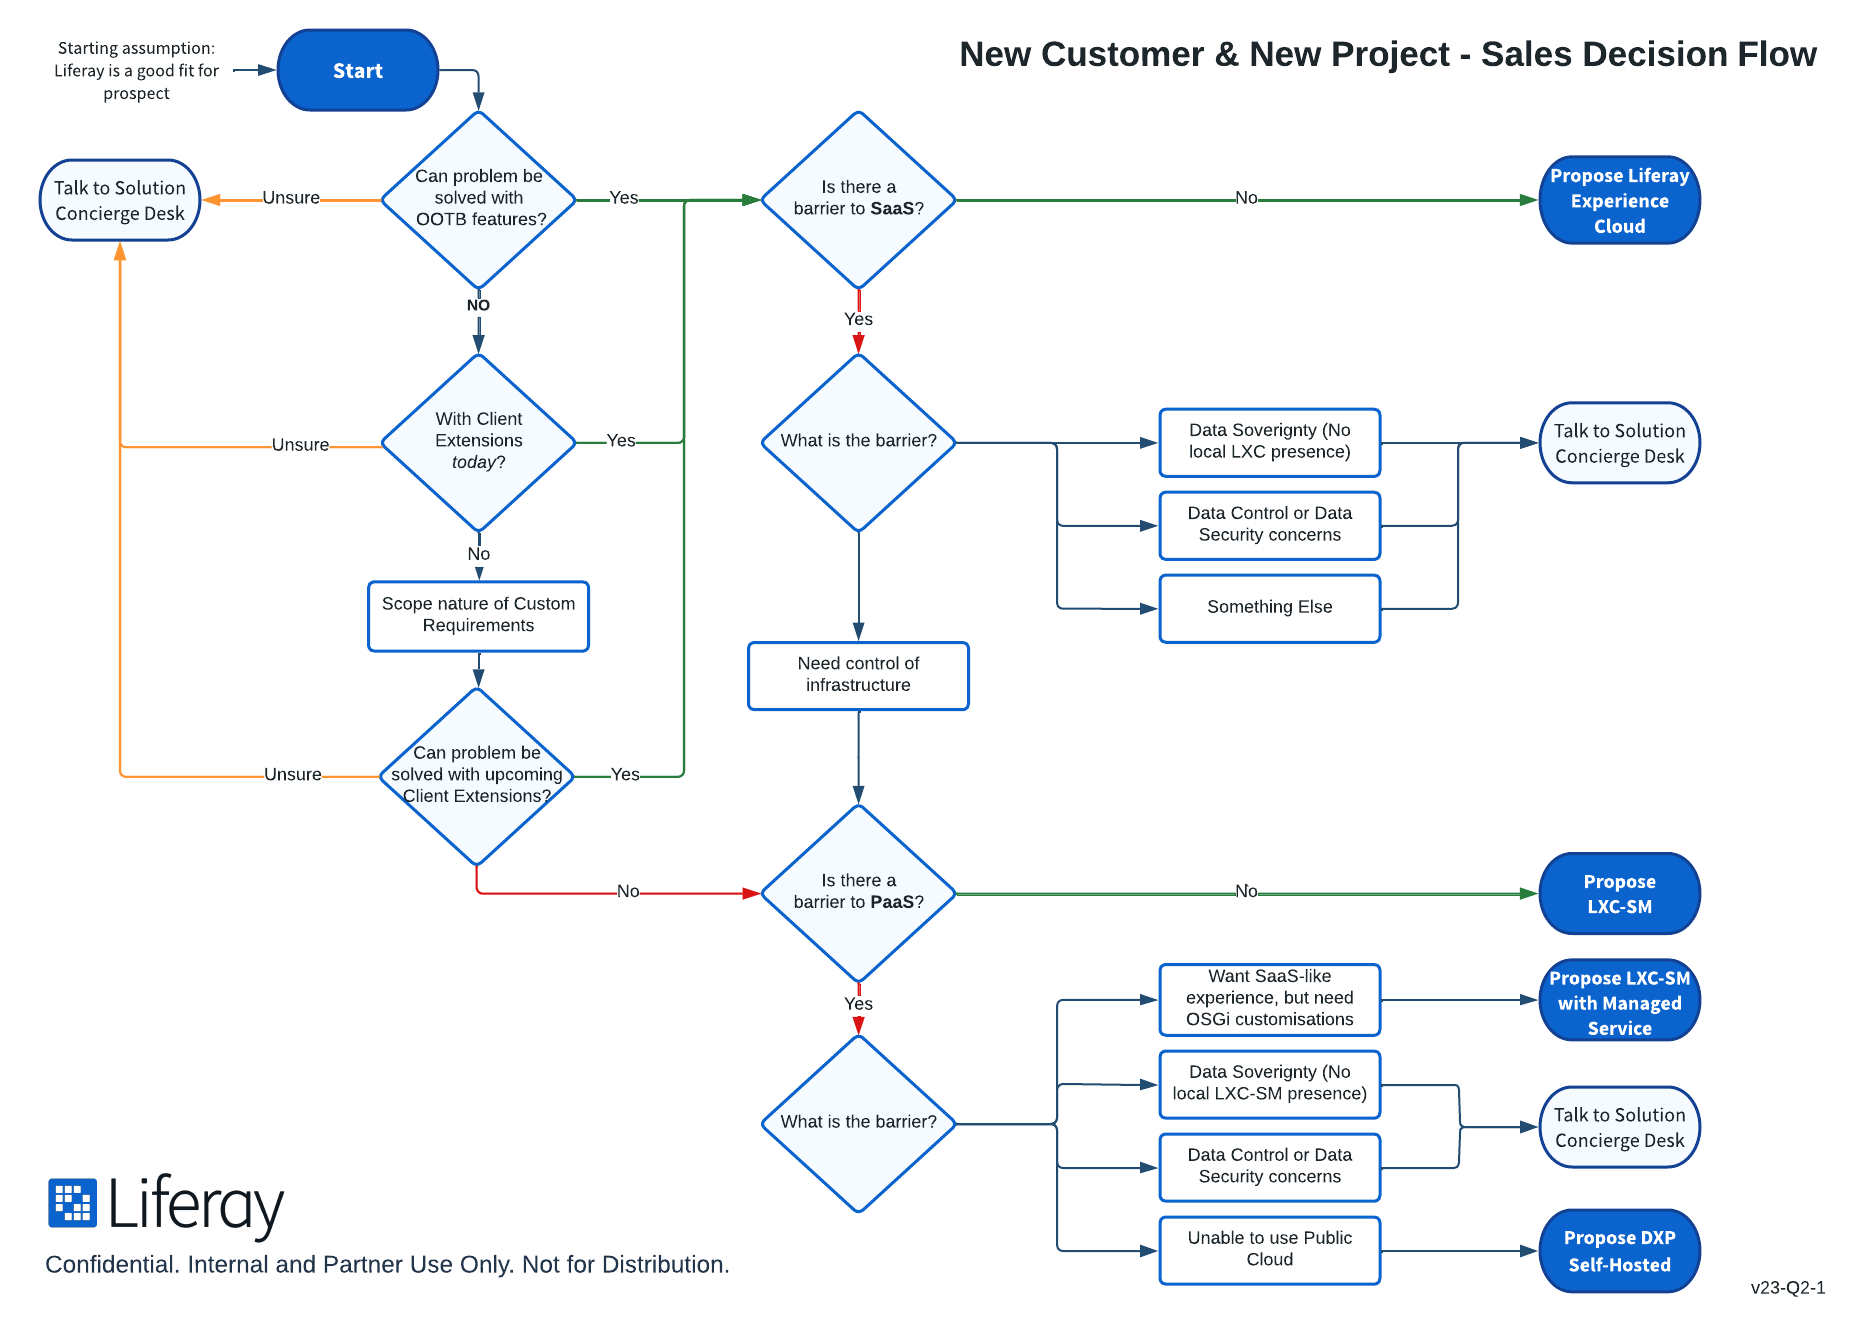 New Customer & New Project - Sales Decision Flow
Starting assumption:
Liferay is a good fit for
prospect
Start
Talk to Solution
Concierge Desk
Unsure
Can problem be
solved with
OOTB features?
Yes
Is there a
barrier to SaaS?
No
Propose Liferay
Experience
Cloud
NO
Yes
Unsure
With Client
Extensions
today?
Yes
What is the barrier?
Data Soverignty (No
local LXC presence)
Talk to Solution
Concierge Desk
Data Control or Data
Security concerns
Something Else
No
Scope nature of Custom
Requirements
Need control of
infrastructure
Unsure
Can problem be
solved with upcoming
Client Extensions?
Yes
No
Is there a
barrier to PaaS?
No
Propose
LXC-SM
Yes
What is the barrier?
Want SaaS-like
experience, but need
OSGi customisations
Propose LXC-SM
with Managed
Service
Data Soverignty (No
local LXC-SM presence)
Data Control or Data
Security concerns
Talk to Solution
Concierge Desk
Unable to use Public
Cloud
Propose DXP
Self-Hosted
Liferay
Confidential. Internal and Partner Use Only. Not for Distribution.
v23-Q2-1